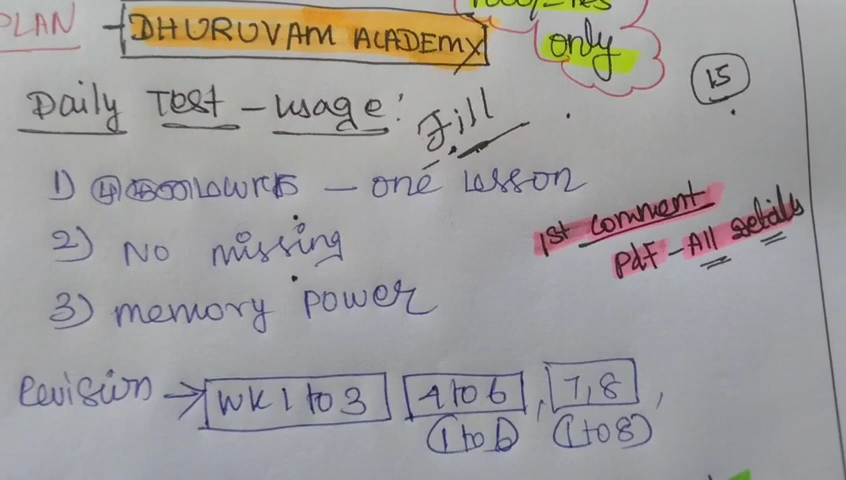 PLAN - DHURUVAM ACADEMY
only
15
Daily Test - usage:
Fill
1) முதலாவதாக - one lesson
2) No missing
3) memory power
1st comment
Pdf - All details
Revision → WK 1 to 3 4 to 6, 7,8,
(1 to 6) (1 to 8)